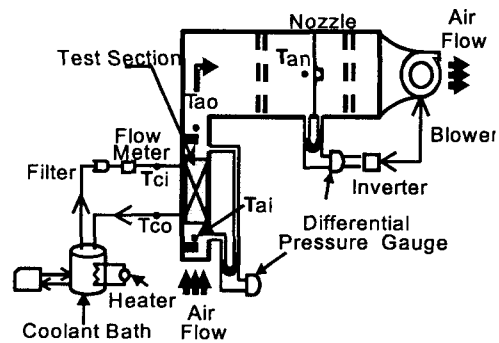 Nozzle
Air
Flow
Test Section
Tan
Tao
Flow
Meter
Blower
Filter
Tci
Inverter
Tai
Tco
Differential
Pressure Gauge
Heater
Air
Flow
Coolant Bath